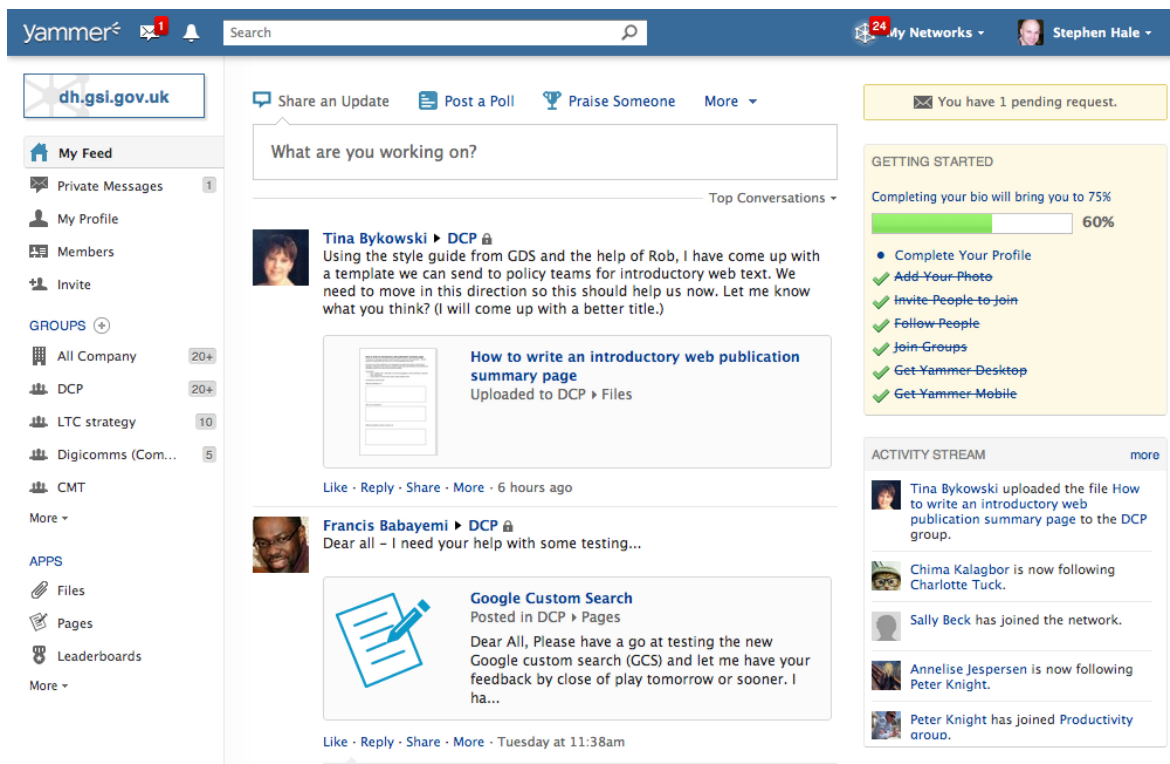 yammer
1
Search
24
My Networks
Stephen Hale
dh.gsi.gov.uk
My Feed
Private Messages 1
My Profile
Members
Invite
GROUPS
All Company 20+
DCP 20+
LTC strategy 10
Digicomms (Com... 5
CMT
More
APPS
Files
Pages
Leaderboards
More
Share an Update Post a Poll Praise Someone More
What are you working on?
Top Conversations
Tina Bykowski ▸ DCP
Using the style guide from GDS and the help of Rob, I have come up with
a template we can send to policy teams for introductory web text. We
need to move in this direction so this should help us now. Let me know
what you think? (I will come up with a better title.)
How to write an introductory web publication
summary page
Uploaded to DCP ▸ Files
Like · Reply · Share · More · 6 hours ago
Francis Babayemi ▸ DCP
Dear all – I need your help with some testing...
Google Custom Search
Posted in DCP ▸ Pages
Dear All, Please have a go at testing the new
Google custom search (GCS) and let me have your
feedback by close of play tomorrow or sooner. I
ha...
Like · Reply · Share · More · Tuesday at 11:38am
You have 1 pending request.
GETTING STARTED
Completing your bio will bring you to 75%
60%
• Complete Your Profile
Add Your Photo
Invite People to Join
Follow People
Join Groups
Get Yammer Desktop
Get Yammer Mobile
ACTIVITY STREAM more
Tina Bykowski uploaded the file How
to write an introductory web
publication summary page to the DCP
group.
Chima Kalagbor is now following
Charlotte Tuck.
Sally Beck has joined the network.
Annelise Jespersen is now following
Peter Knight.
Peter Knight has joined Productivity
group.